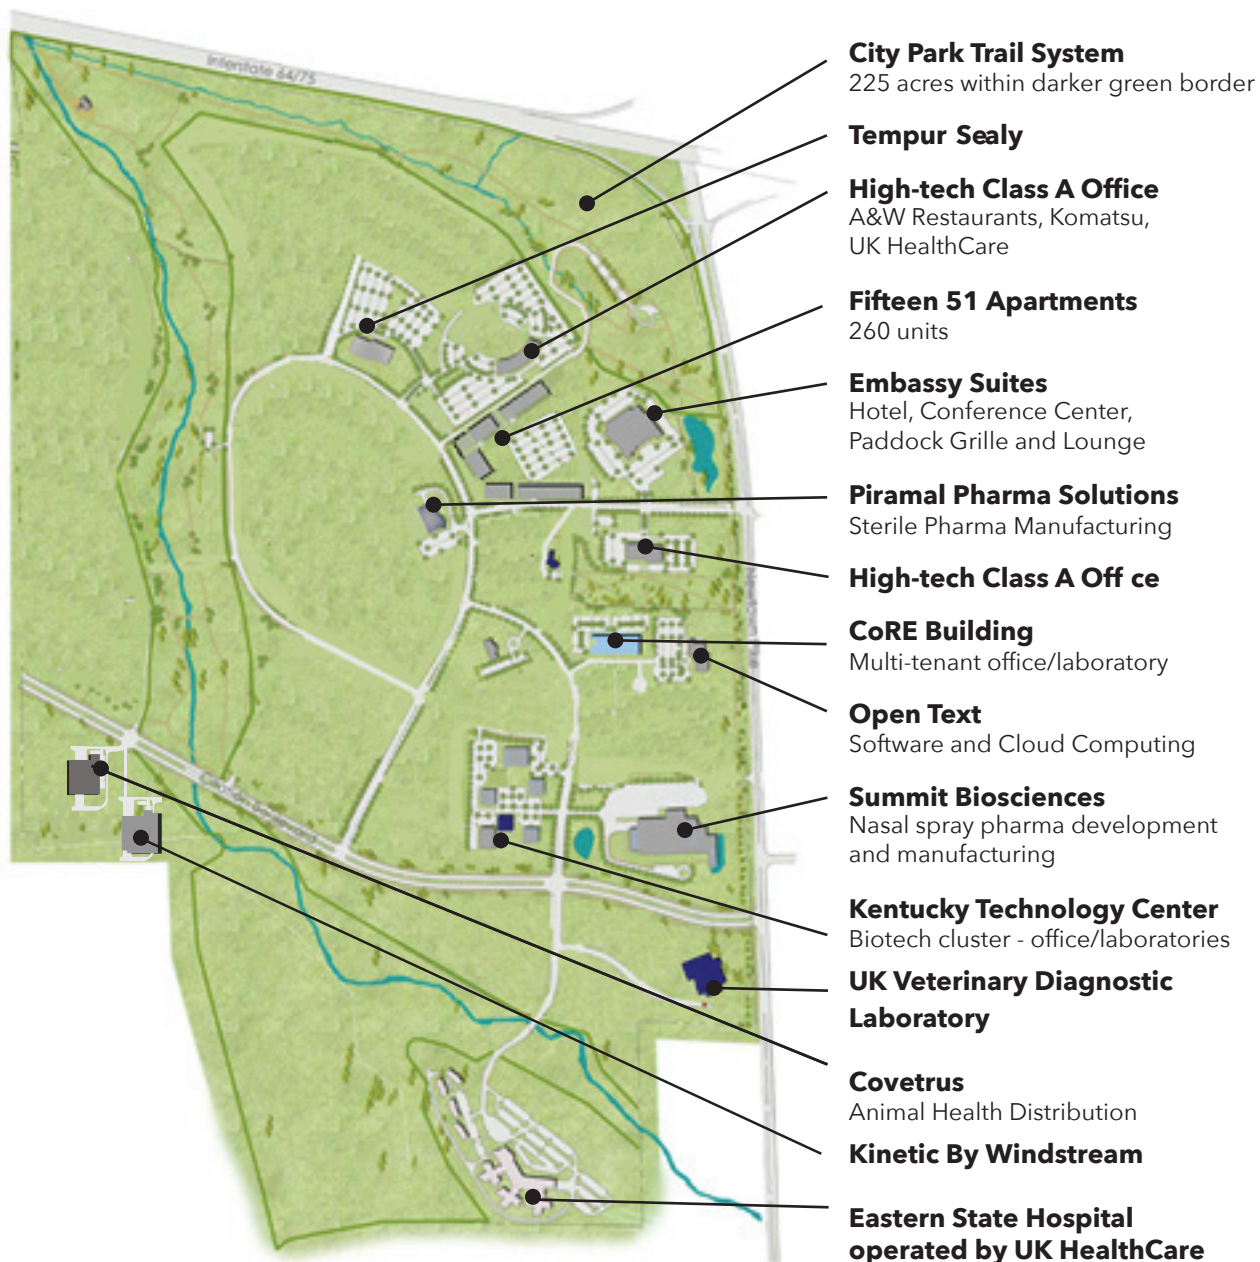 Interstate 64/75
City Park Trail System
225 acres within darker green border
Tempur Sealy
High-tech Class A Office
A&W Restaurants, Komatsu,
UK HealthCare
Fifteen 51 Apartments
260 units
Embassy Suites
Hotel, Conference Center,
Paddock Grille and Lounge
Piramal Pharma Solutions
Sterile Pharma Manufacturing
High-tech Class A Off ce
CoRE Building
Multi-tenant office/laboratory
Open Text
Software and Cloud Computing
Summit Biosciences
Nasal spray pharma development
and manufacturing
Kentucky Technology Center
Biotech cluster - office/laboratories
UK Veterinary Diagnostic
Laboratory
Covetrus
Animal Health Distribution
Kinetic By Windstream
Eastern State Hospital
operated by UK HealthCare